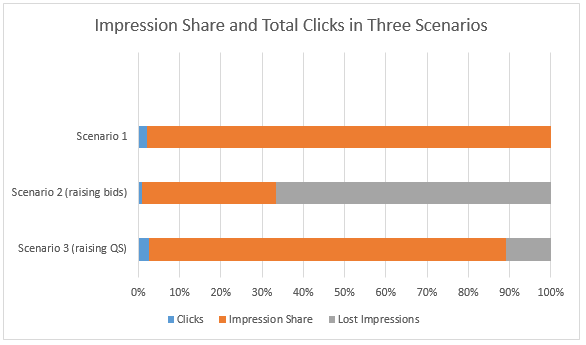 Impression Share and Total Clicks in Three Scenarios
Scenario 1
Scenario 2 (raising bids)
Scenario 3 (raising QS)
0% 10% 20% 30% 40% 50% 60% 70% 80% 90% 100%
Clicks Impression Share Lost Impressions